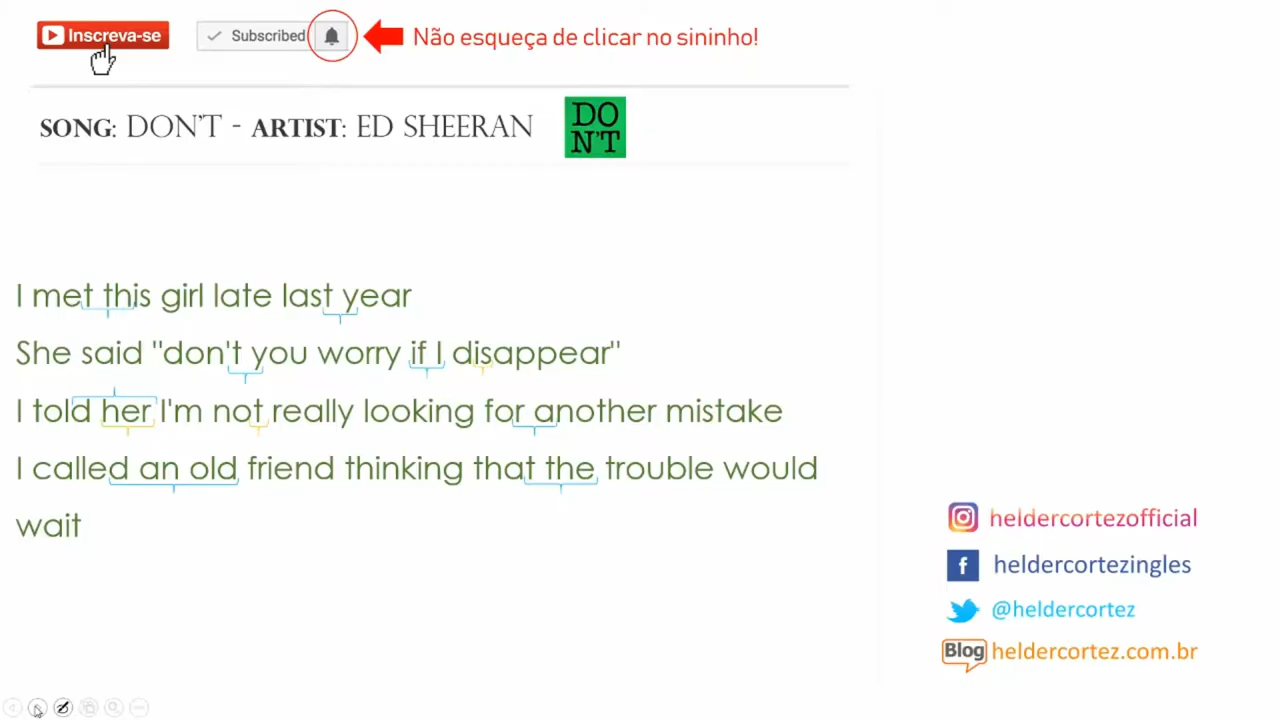 Inscreva-se
Subscribed
Não esqueça de clicar no sininho!
SONG: DON'T - ARTIST: ED SHEERAN
DO
N'T
I met this girl late last year
She said "don't you worry if I disappear"
I told her I'm not really looking for another mistake
I called an old friend thinking that the trouble would
wait
heldercortezofficial
f heldercortezingles
@heldercortez
Blog heldercortez.com.br